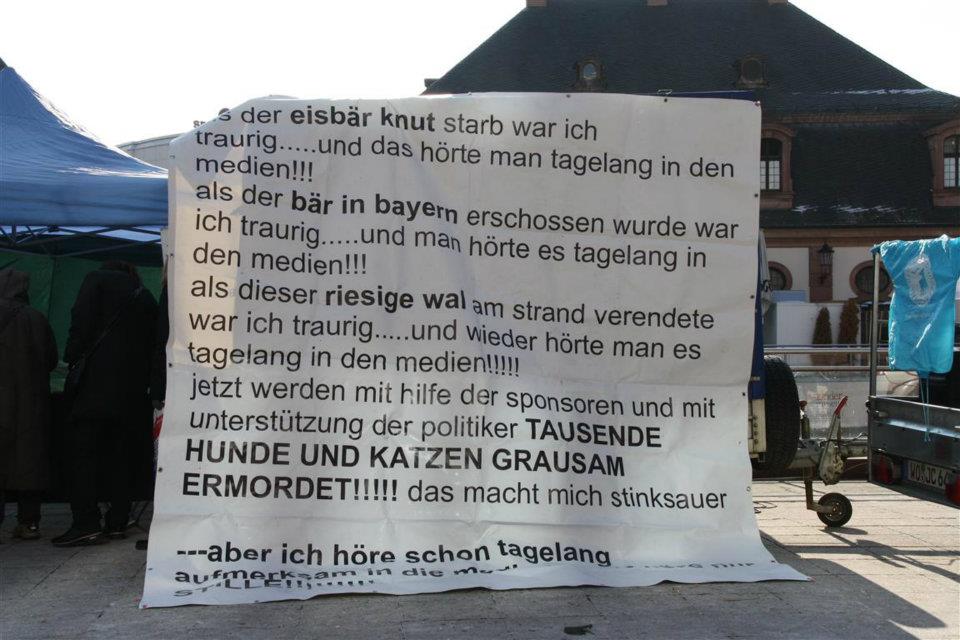 der eisbär knut starb war ich
traurig.....und das hörte man tagelang in den
medien!!!
als der bär in bayern erschossen wurde war
ich traurig.....und man hörte es tagelang in
den medien!!!
als dieser riesige wal am strand verendete
war ich traurig....und wieder hörte man es
tagelang in den medien!!!!!
jetzt werden mit hilfe der sponsoren und mit
unterstützung der politiker TAUSENDE
HUNDE UND KATZEN GRAUSAM
ERMORDET!!!!! das macht mich stinksauer
---aber ich höre schon tagelang
aufmerksam in die